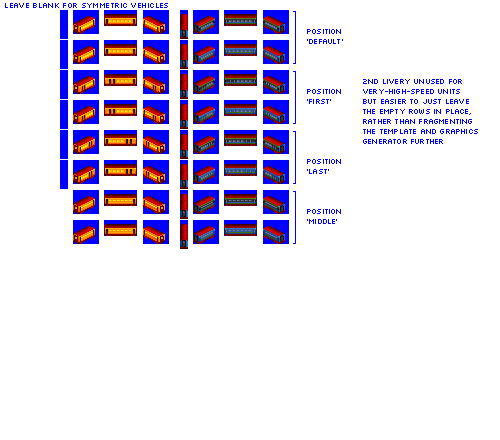 LEAVE BLANK FOR SYMMETRIC VEHICLES
POSITION
'DEFAULT'
POSITION
'FIRST'
POSITION
'LAST'
POSITION
'MIDDLE'
2ND LIVERY UNUSED FOR
VERY-HIGH-SPEED UNITS
BUT EASIER TO JUST LEAVE
THE EMPTY ROWS IN PLACE,
RATHER THAN FRAGMENTING
THE TEMPLATE AND GRAPHICS
GENERATOR FURTHER